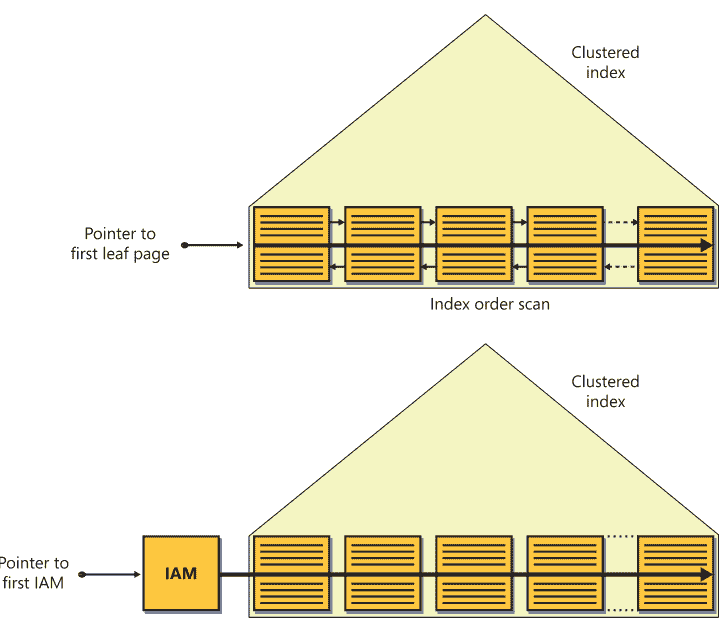 Clustered
index
Pointer to
first leaf page
Index order scan
Clustered
index
Pointer to
first IAM
IAM